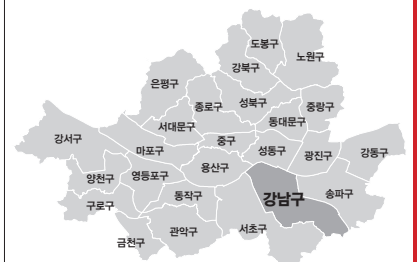 도봉구
노원구
강북구
은평구
성북구
종로구
중랑구
동대문구
서대문구
강서구
마포구
중구
성동구
광진구
강동구
용산구
양천구
영등포구
동작구
강남구
송파구
구로구
관악구
서초구
금천구